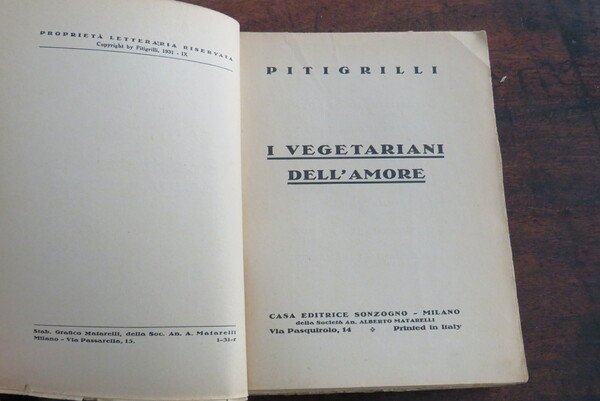 PROPRIETÀ LETTERARIA RISERVATA
Copyright by Pitigrilli, 1931 - IX
Stab. Grafico Matarelli, della Soc. An. A. Matarelli
Milano - Via Passarella, 15. 1-31-r
PITIGRILLI
I VEGETARIANI
DELL'AMORE
CASA EDITRICE SONZOGNO - MILANO
della Società An. ALBERTO MATARELLI
Via Pasquirolo, 14 Printed in Italy